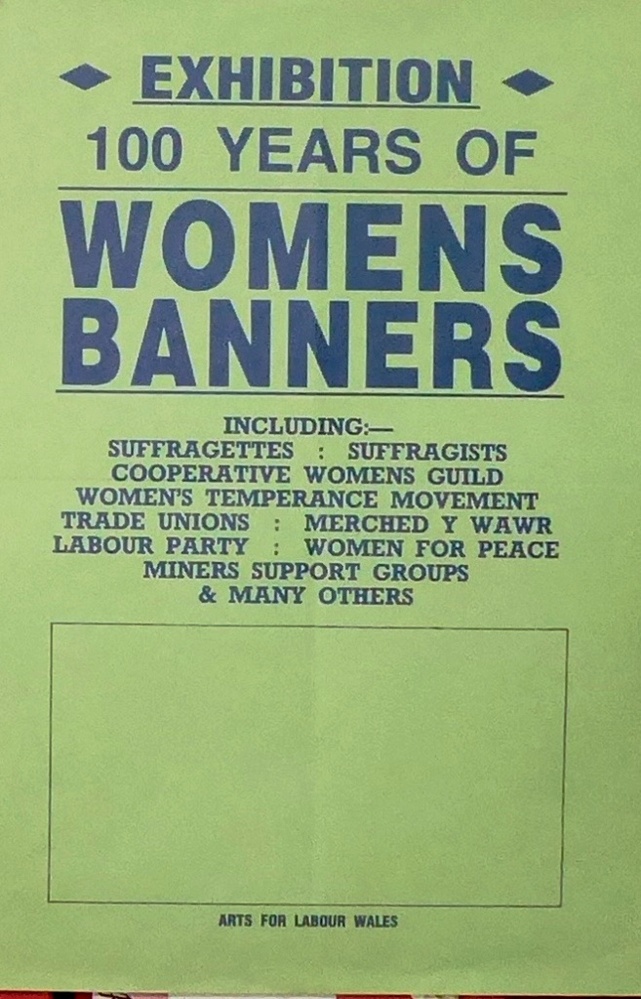 EXHIBITION
100 YEARS OF
WOMENS
BANNERS
INCLUDING:—
SUFFRAGETTES : SUFFRAGISTS
COOPERATIVE WOMENS GUILD
WOMEN'S TEMPERANCE MOVEMENT
TRADE UNIONS : MERCHED Y WAWR
LABOUR PARTY : WOMEN FOR PEACE
MINERS SUPPORT GROUPS
& MANY OTHERS
ARTS FOR LABOUR WALES